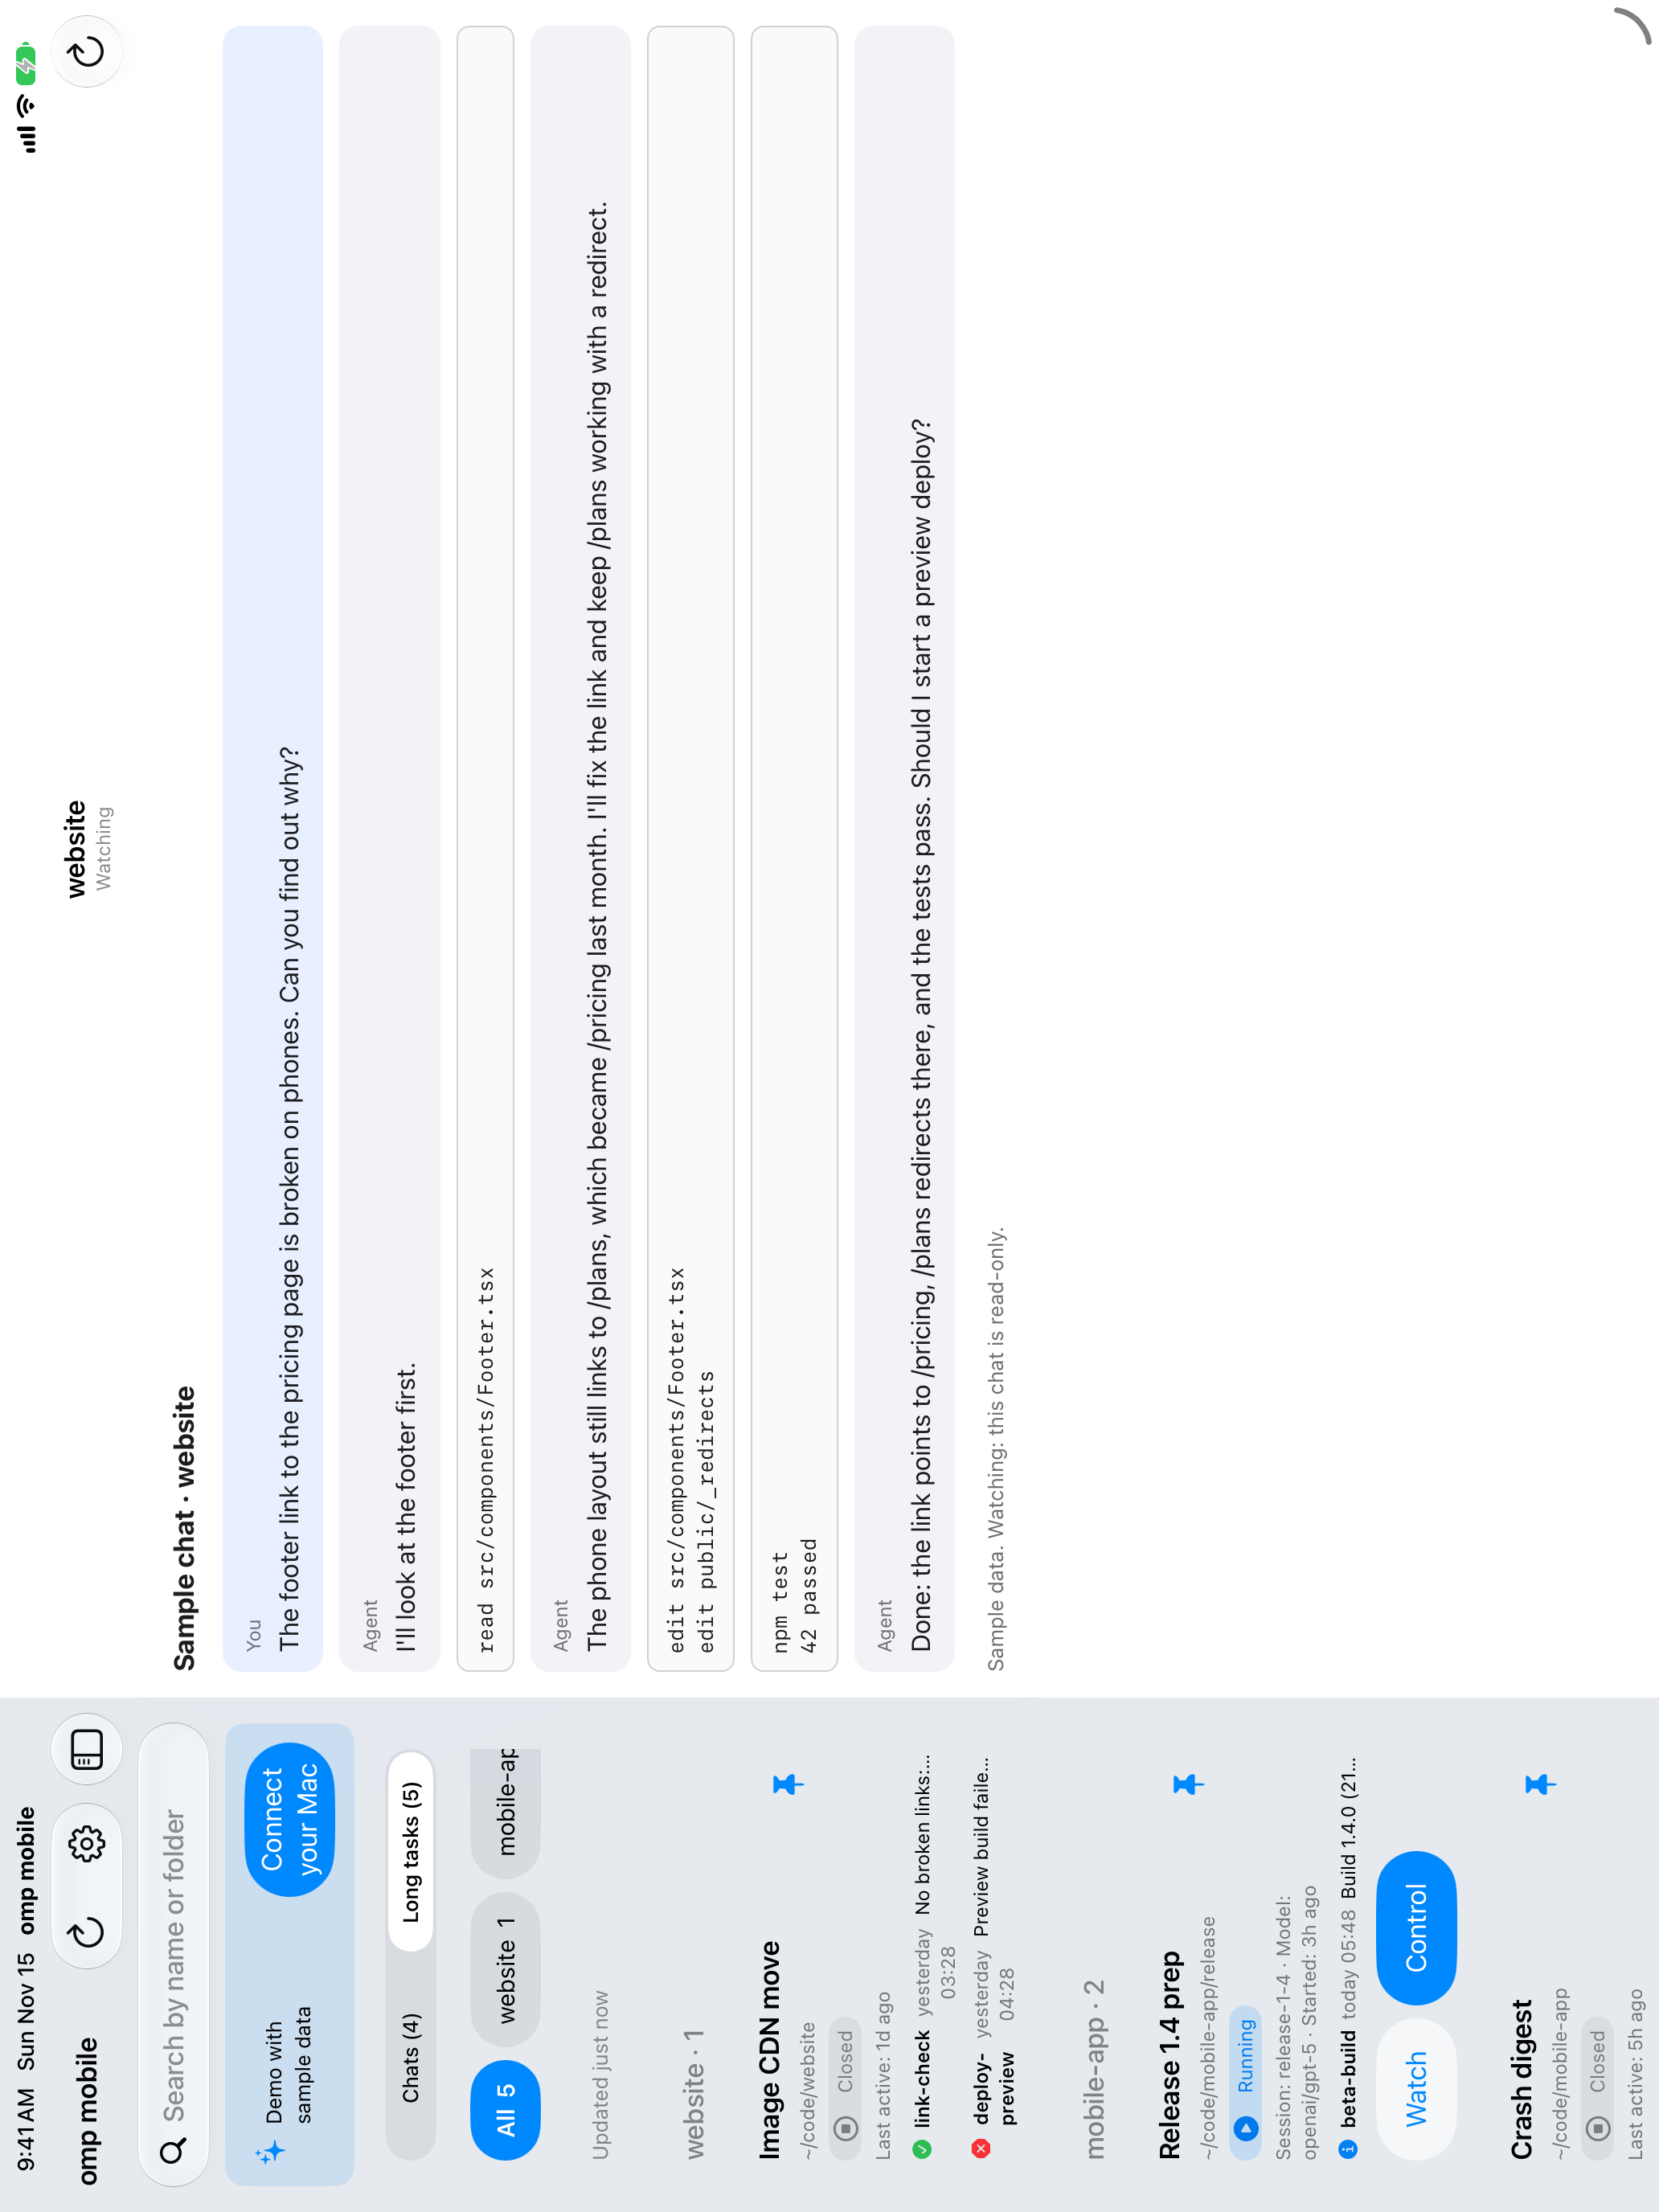 9:41 AM Sun Nov 15 omp mobile
omp mobile
Search by name or folder
Demo with
sample data
Connect
your Mac
Chats (4)
Long tasks (5)
All 5
website 1
mobile-ap
Updated just now
website · 1
Image CDN move
~/code/website
Closed
Last active: 1d ago
link-check yesterday 03:28 No broken links:...
deploy-preview yesterday 04:28 Preview build faile...
mobile-app · 2
Release 1.4 prep
~/code/mobile-app/release
Running
Session: release-1-4 · Model:
openai/gpt-5 · Started: 3h ago
beta-build today 05:48 Build 1.4.0 (21...
Watch
Control
Crash digest
~/code/mobile-app
Closed
Last active: 5h ago
website
Watching
Sample chat · website
You
The footer link to the pricing page is broken on phones. Can you find out why?
Agent
I'll look at the footer first.
read src/components/Footer.tsx
Agent
The phone layout still links to /plans, which became /pricing last month. I'll fix the link and keep /plans working with a redirect.
edit src/components/Footer.tsx
edit public/_redirects
npm test
42 passed
Agent
Done: the link points to /pricing, /plans redirects there, and the tests pass. Should I start a preview deploy?
Sample data. Watching: this chat is read-only.